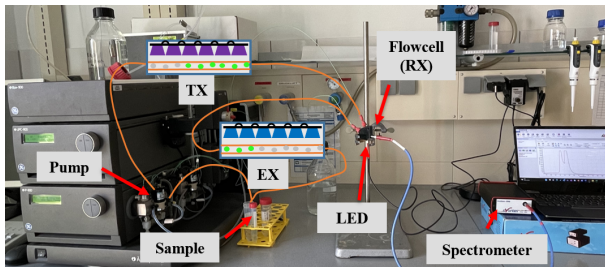 TX
Flowcell
(RX)
EX
Pump
Sample
LED
Spectrometer